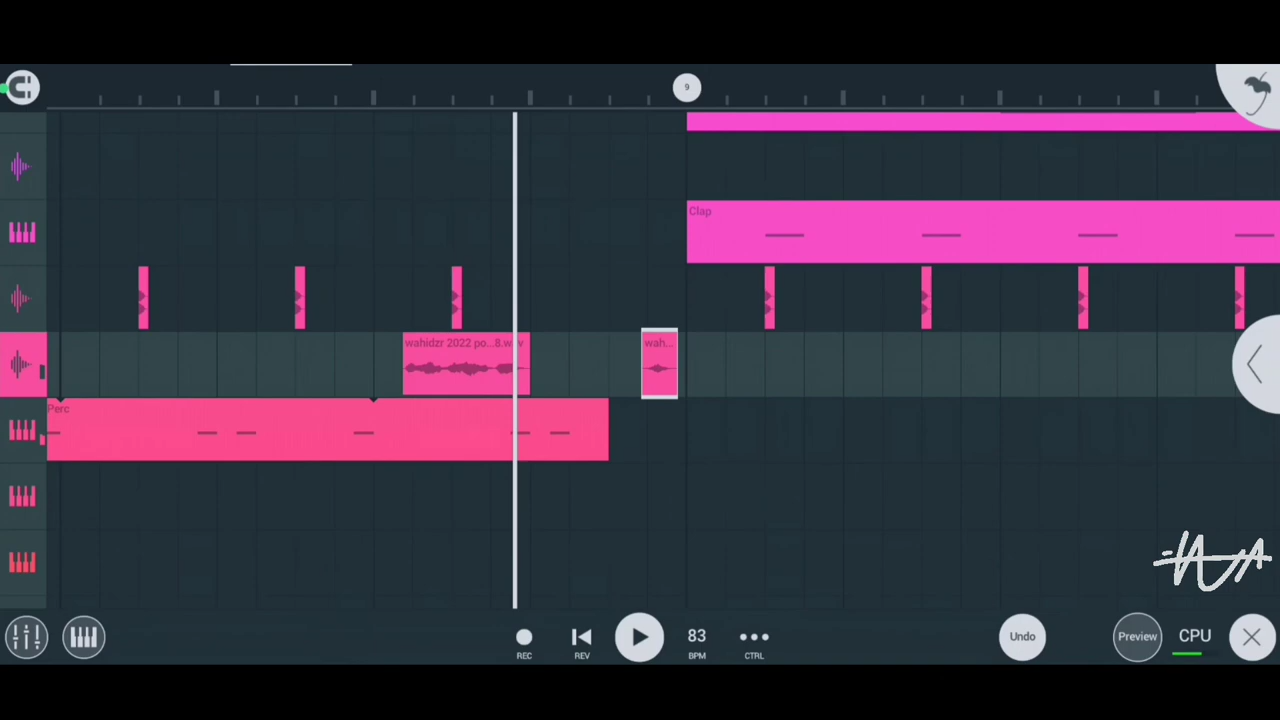 9
Clap
wahidzr 2022 po...8.wav
wah...
Perc
REC
REV
83
BPM
CTRL
Undo
Preview
CPU